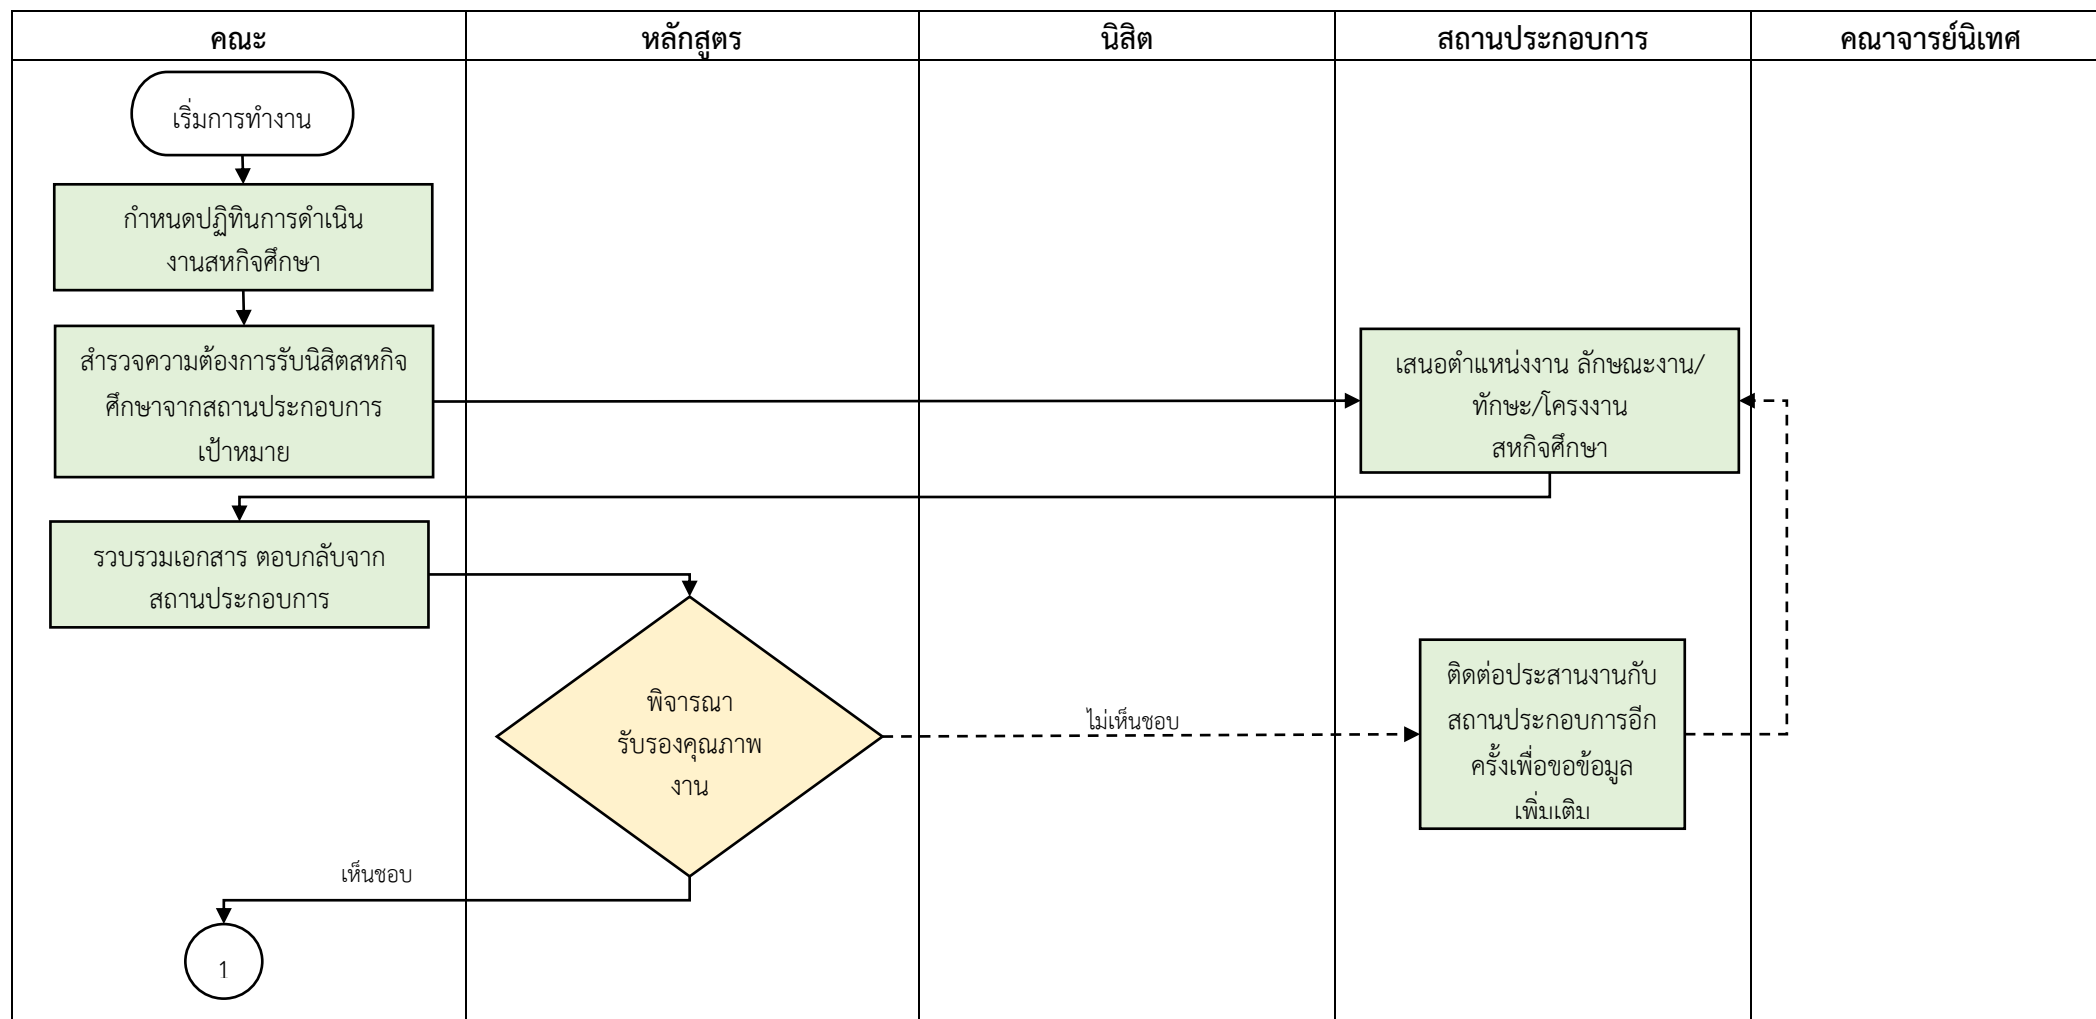 คณะ
หลักสูตร
นิสิต
สถานประกอบการ
คณาจารย์นิเทศ
เริ่มการทำงาน
กำหนดปฏิทินการดำเนิน
งานสหกิจศึกษา
สำรวจความต้องการรับนิสิตสหกิจ
ศึกษาจากสถานประกอบการ
เป้าหมาย
เสนอตำแหน่งงาน ลักษณะงาน/
ทักษะ/โครงงาน
สหกิจศึกษา
รวบรวมเอกสาร ตอบกลับจาก
สถานประกอบการ
พิจารณา
รับรองคุณภาพ
งาน
ไม่เห็นชอบ
ติดต่อประสานงานกับ
สถานประกอบการอีก
ครั้งเพื่อขอข้อมูล
เพิ่มเติม
เห็นชอบ
1